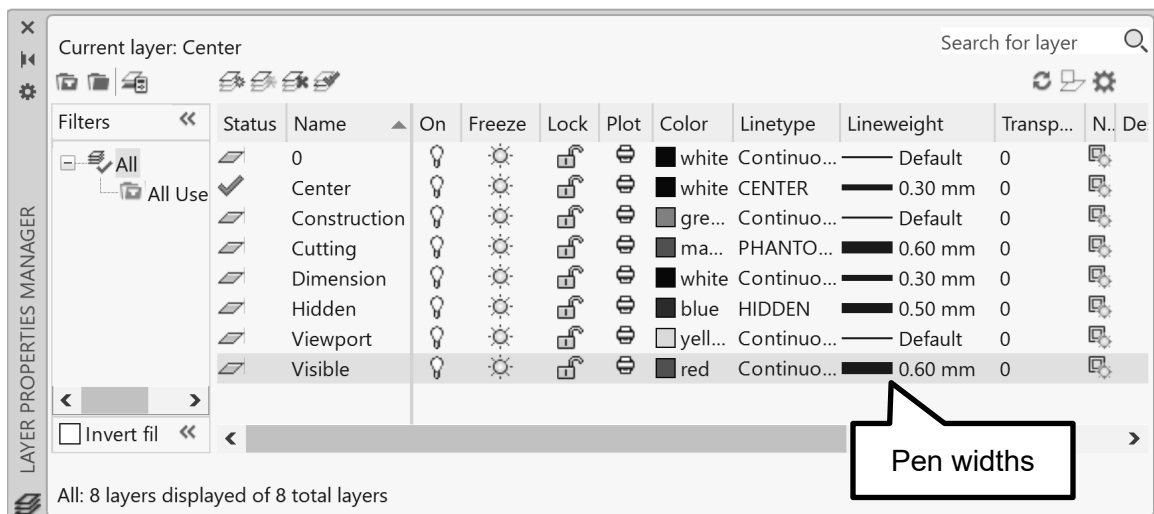 Current layer: Center
Search for layer
Filters
Status Name On Freeze Lock Plot Color Linetype Lineweight Transp... N.. De
All
All Use
0 white Continuo... Default 0
Center white CENTER 0.30 mm 0
Construction gre... Continuo... Default 0
Cutting ma... PHANTO... 0.60 mm 0
Dimension white Continuo... 0.30 mm 0
Hidden blue HIDDEN 0.50 mm 0
Viewport yell... Continuo... Default 0
Visible red Continuo... 0.60 mm 0
Invert fil
Pen widths
All: 8 layers displayed of 8 total layers
LAYER PROPERTIES MANAGER